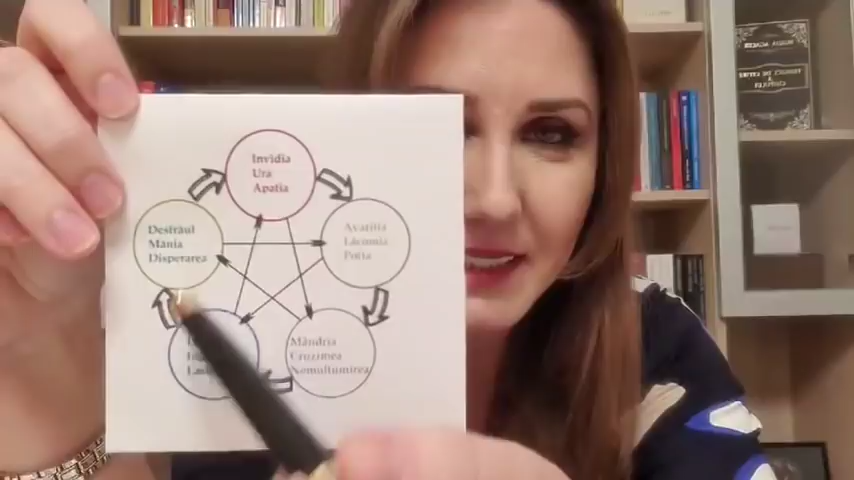 Invidia
Ura
Apatia
Desfrâul
Mânia
Disperarea
Avariția
Lăcomia
Pofta
Mândria
Cruzimea
Nemulțumirea